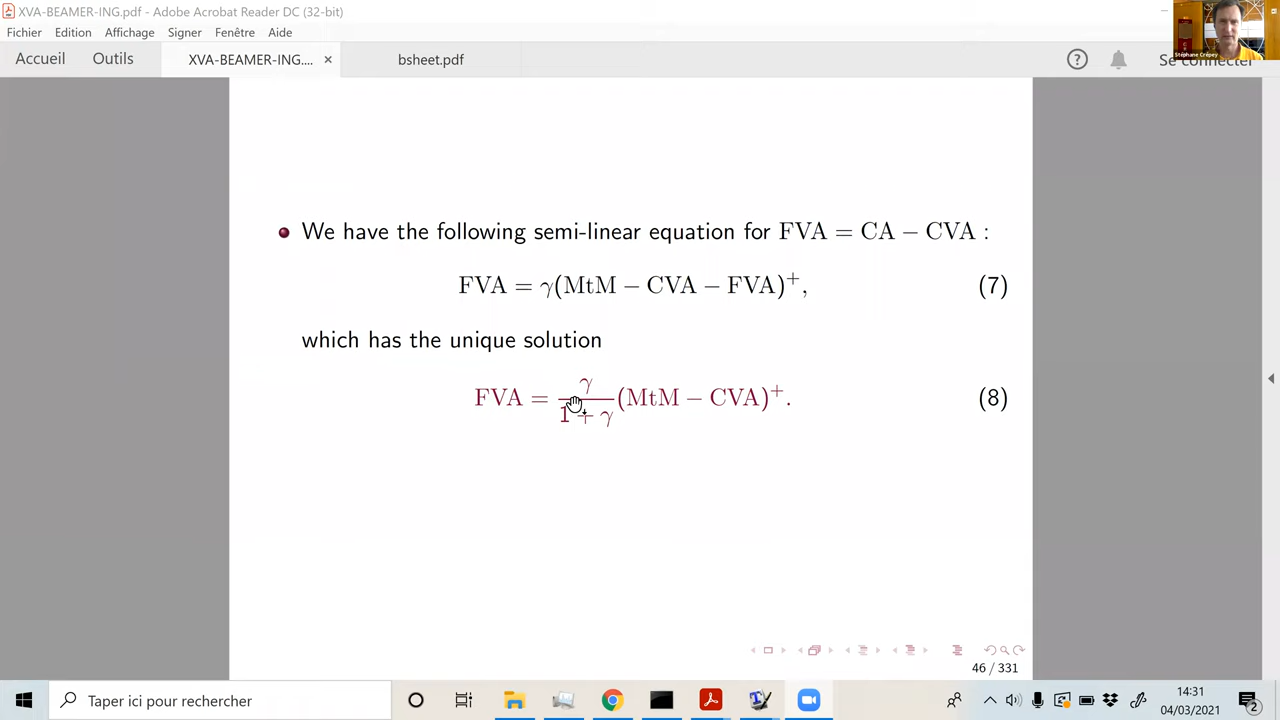 XVA-BEAMER-ING.pdf - Adobe Acrobat Reader DC (32-bit)
Fichier Edition Affichage Signer Fenêtre Aide
Accueil Outils XVA-BEAMER-ING.... × bsheet.pdf Se connecter
Stéphane Crépey
We have the following semi-linear equation for FVA = CA − CVA :
FVA = γ(MtM − CVA − FVA)⁺, (7)
which has the unique solution
FVA = γ/(1 + γ) (MtM − CVA)⁺. (8)
46 / 331
Taper ici pour rechercher
14:31
04/03/2021
2